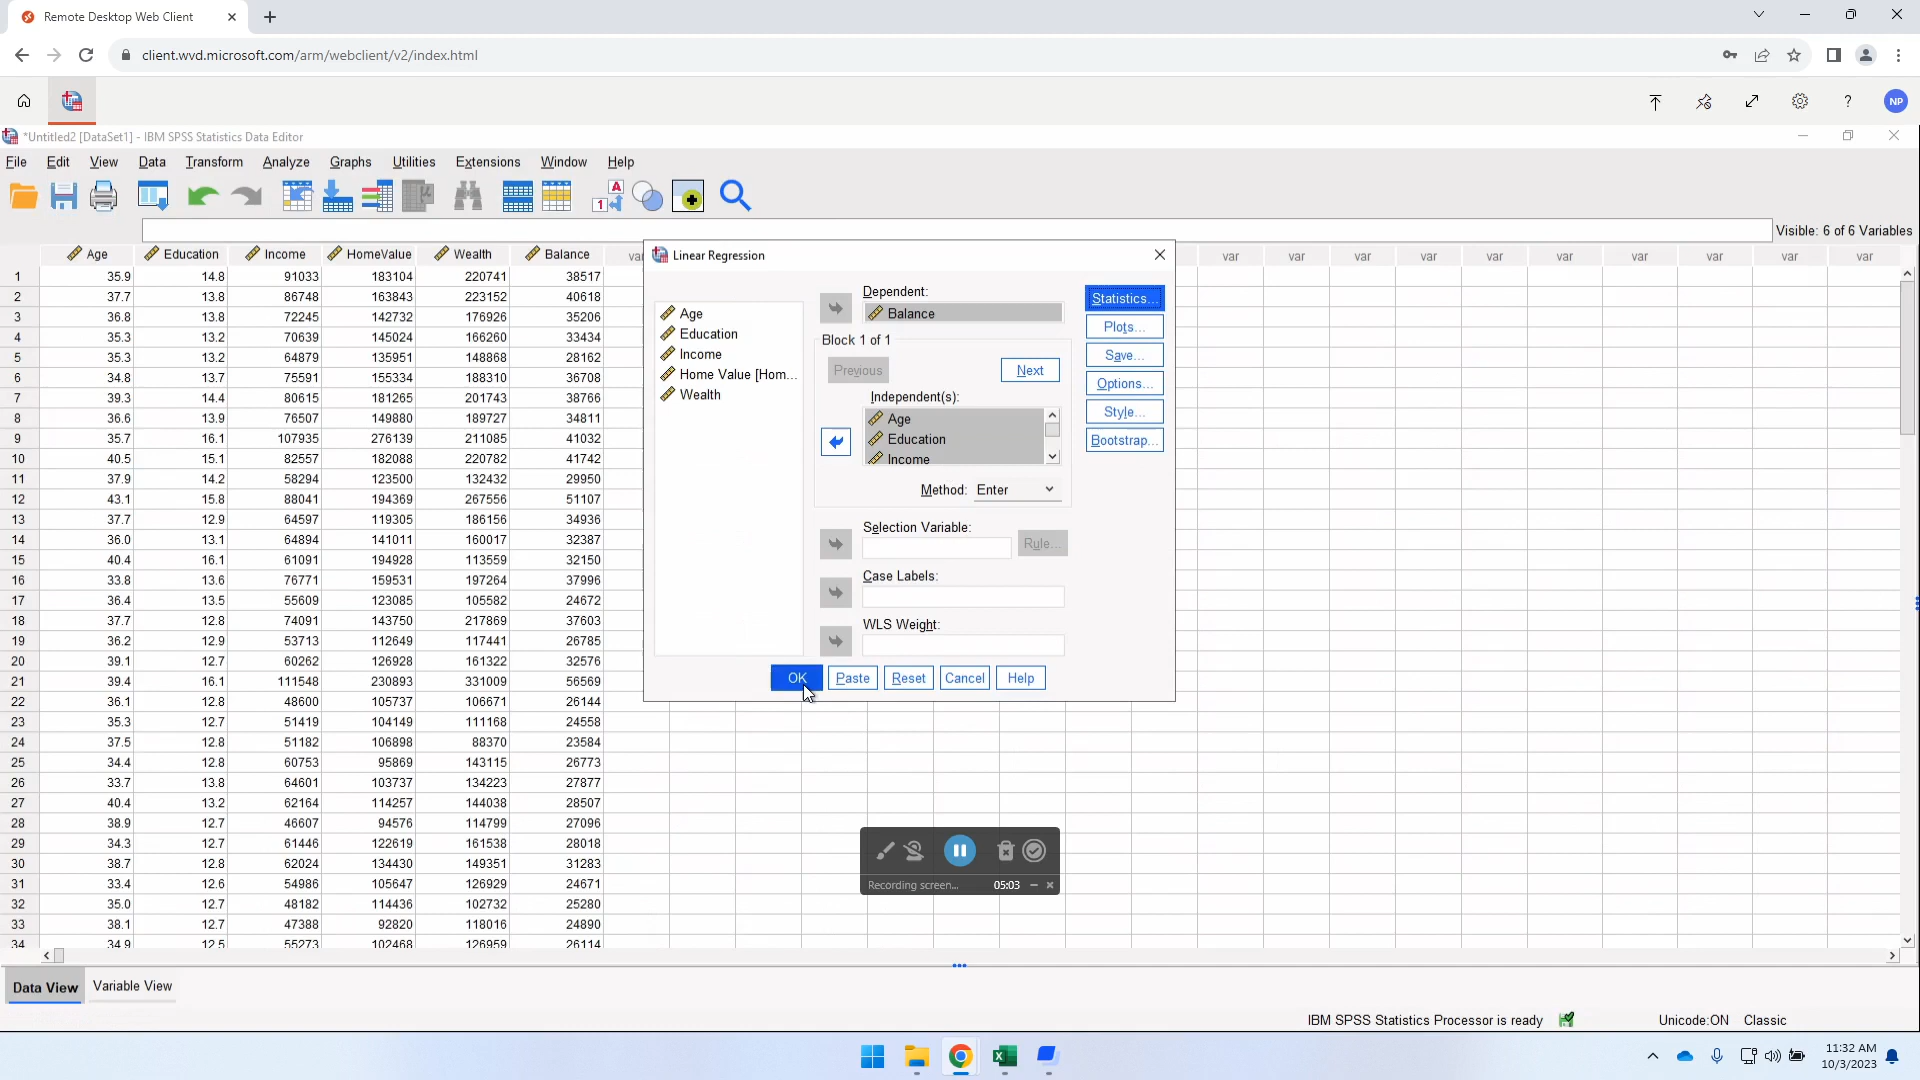 Remote Desktop Web Client
client.wvd.microsoft.com/arm/webclient/v2/index.html
NP
*Untitled2 [DataSet1] - IBM SPSS Statistics Data Editor
File Edit View Data Transform Analyze Graphs Utilities Extensions Window Help
Visible: 6 of 6 Variables
Age Education Income HomeValue Wealth Balance var var var var var var var var var var
1 35.9 14.8 91033 183104 220741 38517
2 37.7 13.8 86748 163843 223152 40618
3 36.8 13.8 72245 142732 176926 35206
4 35.3 13.2 70639 145024 166260 33434
5 35.3 13.2 64879 135951 148868 28162
6 34.8 13.7 75591 155334 188310 36708
7 39.3 14.4 80615 181265 201743 38766
8 36.6 13.9 76507 149880 189727 34811
9 35.7 16.1 107935 276139 211085 41032
10 40.5 15.1 82557 182088 220782 41742
11 37.9 14.2 58294 123500 132432 29950
12 43.1 15.8 88041 194369 267556 51107
13 37.7 12.9 64597 119305 186156 34936
14 36.0 13.1 64894 141011 160017 32387
15 40.4 16.1 61091 194928 113559 32150
16 33.8 13.6 76771 159531 197264 37996
17 36.4 13.5 55609 123085 105582 24672
18 37.7 12.8 74091 143750 217869 37603
19 36.2 12.9 53713 112649 117441 26785
20 39.1 12.7 60262 126928 161322 32576
21 39.4 16.1 111548 230893 331009 56569
22 36.1 12.8 48600 105737 106671 26144
23 35.3 12.7 51419 104149 111168 24558
24 37.5 12.8 51182 106898 88370 23584
25 34.4 12.8 60753 95869 143115 26773
26 33.7 13.8 64601 103737 134223 27877
27 40.4 13.2 62164 114257 144038 28507
28 38.9 12.7 46607 94576 114799 27096
29 34.3 12.7 61446 122619 161538 28018
30 38.7 12.8 62024 134430 149351 31283
31 33.4 12.6 54986 105647 126929 24671
32 35.0 12.7 48182 114436 102732 25280
33 38.1 12.7 47388 92820 118016 24890
34 34.9 12.5 55273 102468 126959 26114
Linear Regression
Age
Education
Income
Home Value [Hom...
Wealth
Dependent:
Balance
Block 1 of 1
Previous Next
Independent(s):
Age
Education
Income
Method: Enter
Selection Variable:
Rule...
Case Labels:
WLS Weight:
Statistics...
Plots...
Save...
Options...
Style...
Bootstrap...
OK Paste Reset Cancel Help
Recording screen... 05:03
Data View Variable View
IBM SPSS Statistics Processor is ready Unicode:ON Classic
11:32 AM
10/3/2023